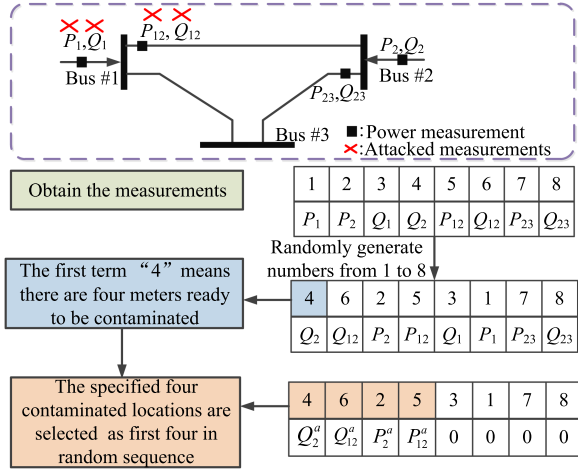 P1,Q1
P12, Q12
P2,Q2
Bus #1
Bus #2
P23,Q23
Bus #3
:Power measurement
:Attacked measurements
Obtain the measurements
1 2 3 4 5 6 7 8
P1 P2 Q1 Q2 P12 Q12 P23 Q23
Randomly generate
numbers from 1 to 8
The first term “4” means
there are four meters ready
to be contaminated
4 6 2 5 3 1 7 8
Q2 Q12 P2 P12 Q1 P1 P23 Q23
The specified four
contaminated locations are
selected as first four in
random sequence
4 6 2 5 3 1 7 8
Q2^a Q12^a P2^a P12^a 0 0 0 0